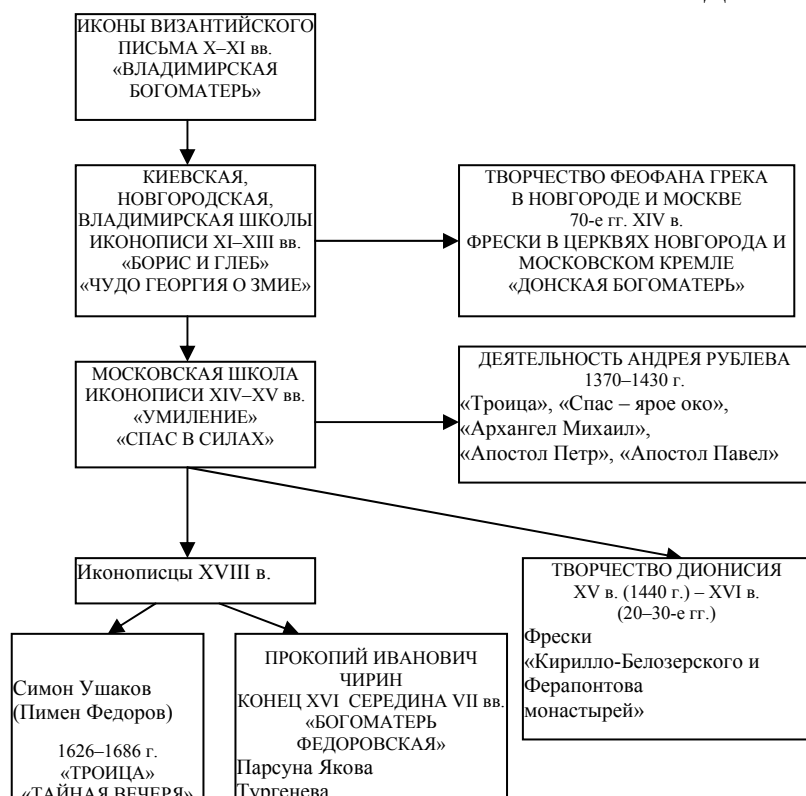 ИКОНЫ ВИЗАНТИЙСКОГО
ПИСЬМА X–XI вв.
«ВЛАДИМИРСКАЯ
БОГОМАТЕРЬ»
КИЕВСКАЯ,
НОВГОРОДСКАЯ,
ВЛАДИМИРСКАЯ ШКОЛЫ
ИКОНОПИСИ XI–XIII вв.
«БОРИС И ГЛЕБ»
«ЧУДО ГЕОРГИЯ О ЗМИЕ»
ТВОРЧЕСТВО ФЕОФАНА ГРЕКА
В НОВГОРОДЕ И МОСКВЕ
70-е гг. XIV в.
ФРЕСКИ В ЦЕРКВЯХ НОВГОРОДА И
МОСКОВСКОМ КРЕМЛЕ
«ДОНСКАЯ БОГОМАТЕРЬ»
МОСКОВСКАЯ ШКОЛА
ИКОНОПИСИ XIV–XV вв.
«УМИЛЕНИЕ»
«СПАС В СИЛАХ»
ДЕЯТЕЛЬНОСТЬ АНДРЕЯ РУБЛЕВА
1370–1430 г.
«Троица», «Спас – ярое око»,
«Архангел Михаил»,
«Апостол Петр», «Апостол Павел»
Иконописцы XVIII в.
ТВОРЧЕСТВО ДИОНИСИЯ
XV в. (1440 г.) – XVI в.
(20–30-е гг.)
Фрески
«Кирилло-Белозерского и
Ферапонтова
монастырей»
Симон Ушаков
(Пимен Федоров)
1626–1686 г.
«ТРОИЦА»
«ТАЙНАЯ ВЕЧЕРЯ»
ПРОКОПИЙ ИВАНОВИЧ
ЧИРИН
КОНЕЦ XVI СЕРЕДИНА VII вв.
«БОГОМАТЕРЬ
ФЕДОРОВСКАЯ»
Парсуна Якова
Тургенева